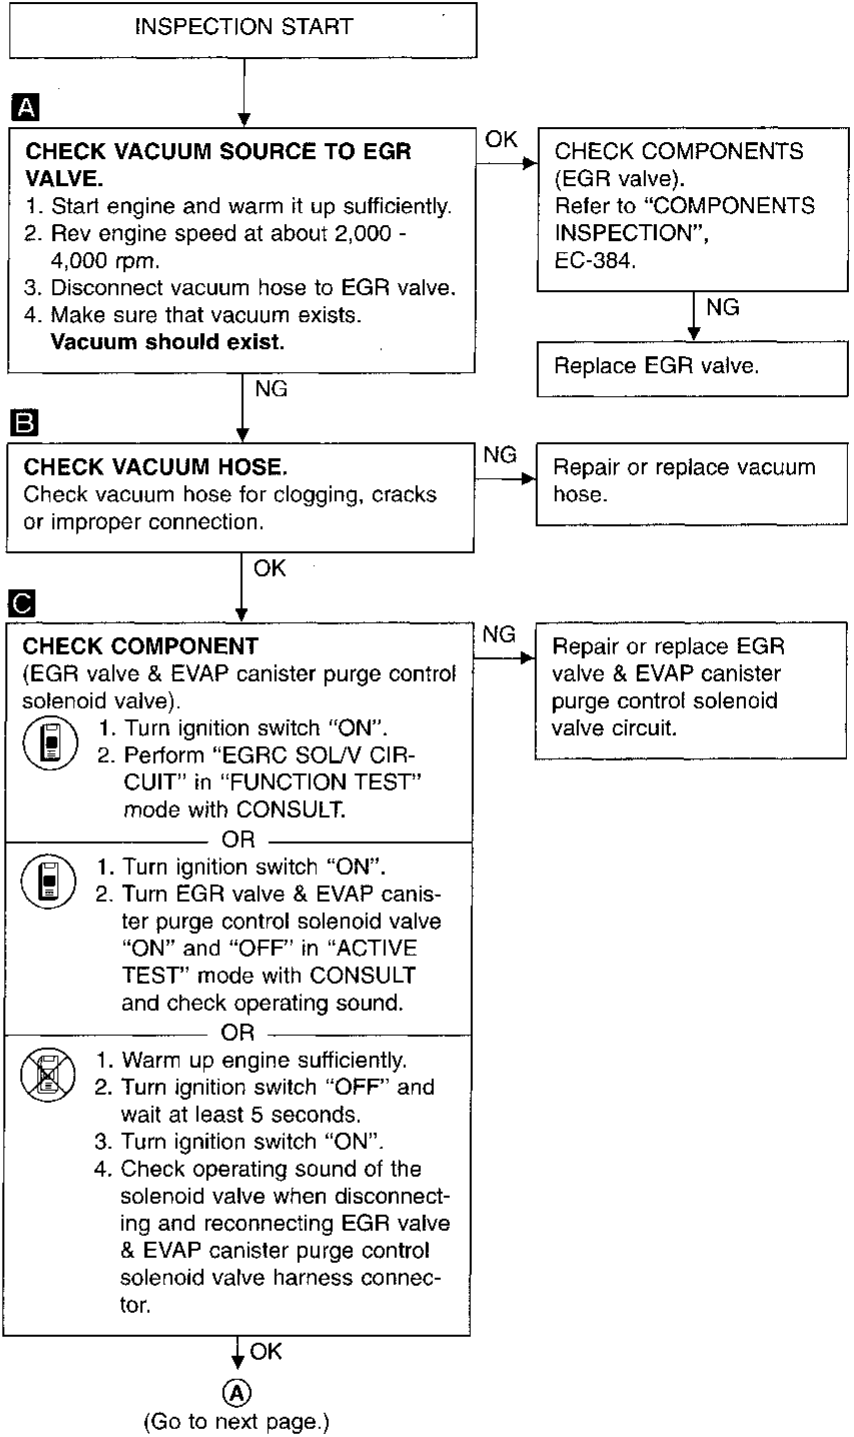 INSPECTION START
A
CHECK VACUUM SOURCE TO EGR
VALVE.
1. Start engine and warm it up sufficiently.
2. Rev engine speed at about 2,000 -
4,000 rpm.
3. Disconnect vacuum hose to EGR valve.
4. Make sure that vacuum exists.
Vacuum should exist.
OK
CHECK COMPONENTS
(EGR valve).
Refer to “COMPONENTS
INSPECTION”,
EC-384.
NG
Replace EGR valve.
NG
B
CHECK VACUUM HOSE.
Check vacuum hose for clogging, cracks
or improper connection.
NG
Repair or replace vacuum
hose.
OK
C
CHECK COMPONENT
(EGR valve & EVAP canister purge control
solenoid valve).
1. Turn ignition switch “ON”.
2. Perform “EGRC SOL/V CIR-
CUIT” in “FUNCTION TEST”
mode with CONSULT.
OR
1. Turn ignition switch “ON”.
2. Turn EGR valve & EVAP canis-
ter purge control solenoid valve
“ON” and “OFF” in “ACTIVE
TEST” mode with CONSULT
and check operating sound.
OR
1. Warm up engine sufficiently.
2. Turn ignition switch “OFF” and
wait at least 5 seconds.
3. Turn ignition switch “ON”.
4. Check operating sound of the
solenoid valve when disconnect-
ing and reconnecting EGR valve
& EVAP canister purge control
solenoid valve harness connec-
tor.
NG
Repair or replace EGR
valve & EVAP canister
purge control solenoid
valve circuit.
OK
A
(Go to next page.)